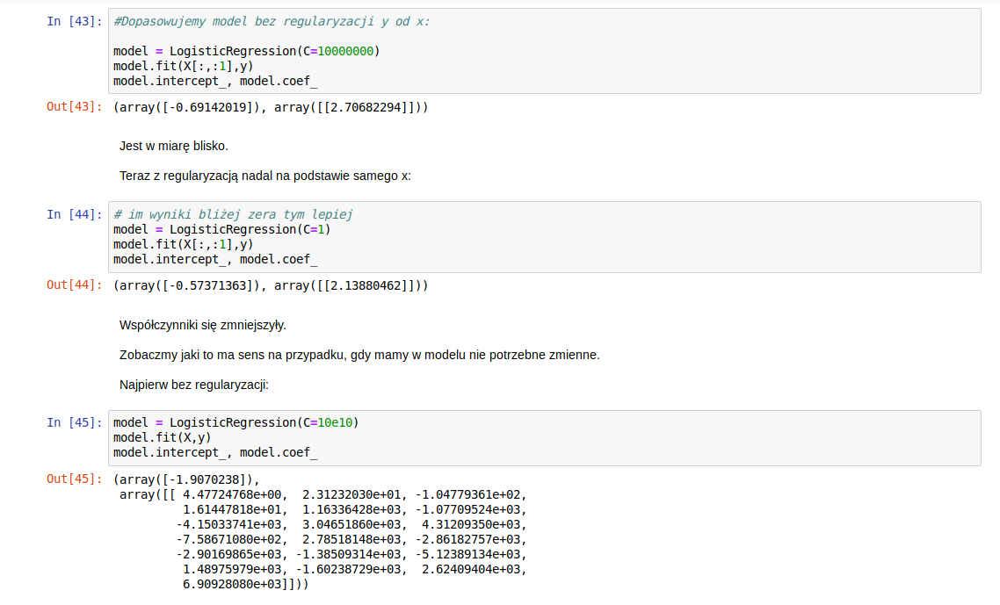 In [43]: #Dopasowujemy model bez regularyzacji y od x:
model = LogisticRegression(C=10000000)
model.fit(X[:,:1],y)
model.intercept_, model.coef_
Out[43]: (array([-0.69142019]), array([[2.70682294]]))
Jest w miarę blisko.
Teraz z regularyzacją nadal na podstawie samego x:
In [44]: # im wyniki bliżej zera tym lepiej
model = LogisticRegression(C=1)
model.fit(X[:,:1],y)
model.intercept_, model.coef_
Out[44]: (array([-0.57371363]), array([[2.13880462]]))
Współczynniki się zmniejszyły.
Zobaczmy jaki to ma sens na przypadku, gdy mamy w modelu nie potrzebne zmienne.
Najpierw bez regularyzacji:
In [45]: model = LogisticRegression(C=10e10)
model.fit(X,y)
model.intercept_, model.coef_
Out[45]: (array([-1.9070238]),
array([[ 4.47724768e+00, 2.31232030e+01, -1.04779361e+02,
1.61447818e+01, 1.16336428e+03, -1.07709524e+03,
-4.15033741e+03, 3.04651860e+03, 4.31209350e+03,
-7.58671080e+02, 2.78518148e+03, -2.86182757e+03,
-2.90169865e+03, -1.38509314e+03, -5.12389134e+03,
1.48975979e+03, -1.60238729e+03, 2.62409404e+03,
6.90928080e+03]]))